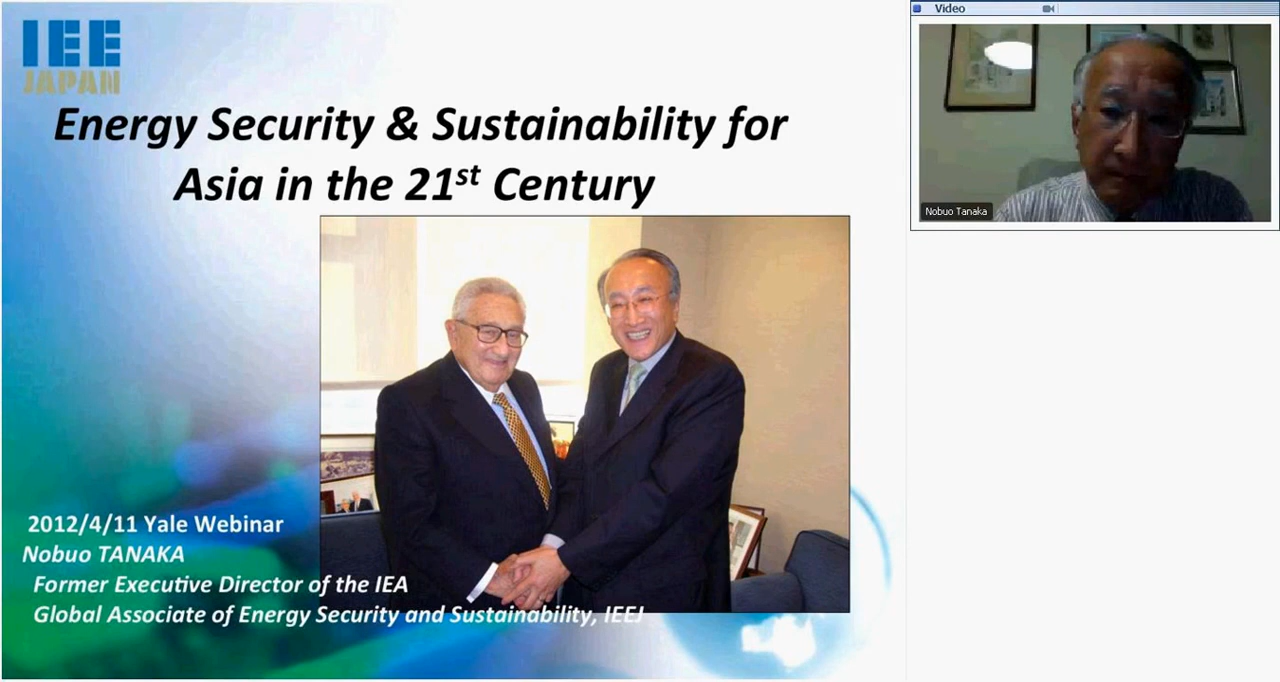 IEE
JAPAN
Energy Security & Sustainability for
Asia in the 21st Century
2012/4/11 Yale Webinar
Nobuo TANAKA
Former Executive Director of the IEA
Global Associate of Energy Security and Sustainability, IEEJ
Video
Nobuo Tanaka